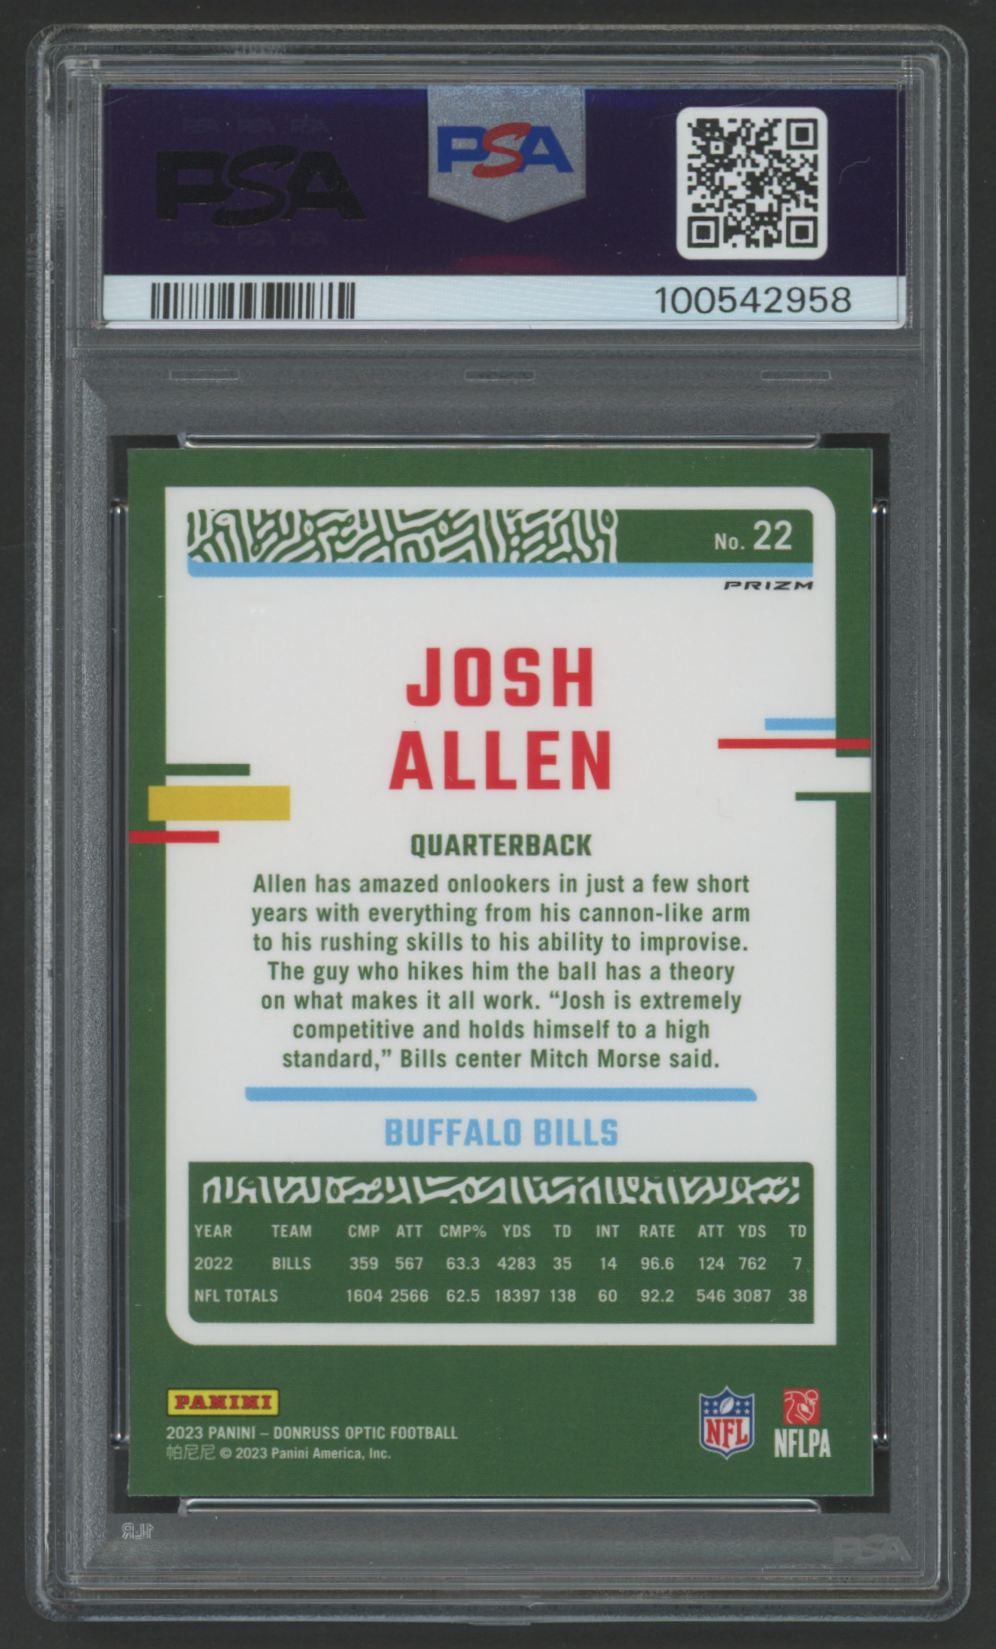 PSA
PSA
100542958
No. 22
PRIZM
JOSH
ALLEN
QUARTERBACK
Allen has amazed onlookers in just a few short
years with everything from his cannon-like arm
to his rushing skills to his ability to improvise.
The guy who hikes him the ball has a theory
on what makes it all work. “Josh is extremely
competitive and holds himself to a high
standard,” Bills center Mitch Morse said.
BUFFALO BILLS
YEAR TEAM CMP ATT CMP% YDS TD INT RATE ATT YDS TD
2022 BILLS 359 567 63.3 4283 35 14 96.6 124 762 7
NFL TOTALS 1604 2566 62.5 18397 138 60 92.2 546 3087 38
PANINI
2023 PANINI – DONRUSS OPTIC FOOTBALL
帕尼尼 © 2023 Panini America, Inc.
NFL
NFLPA
PSA